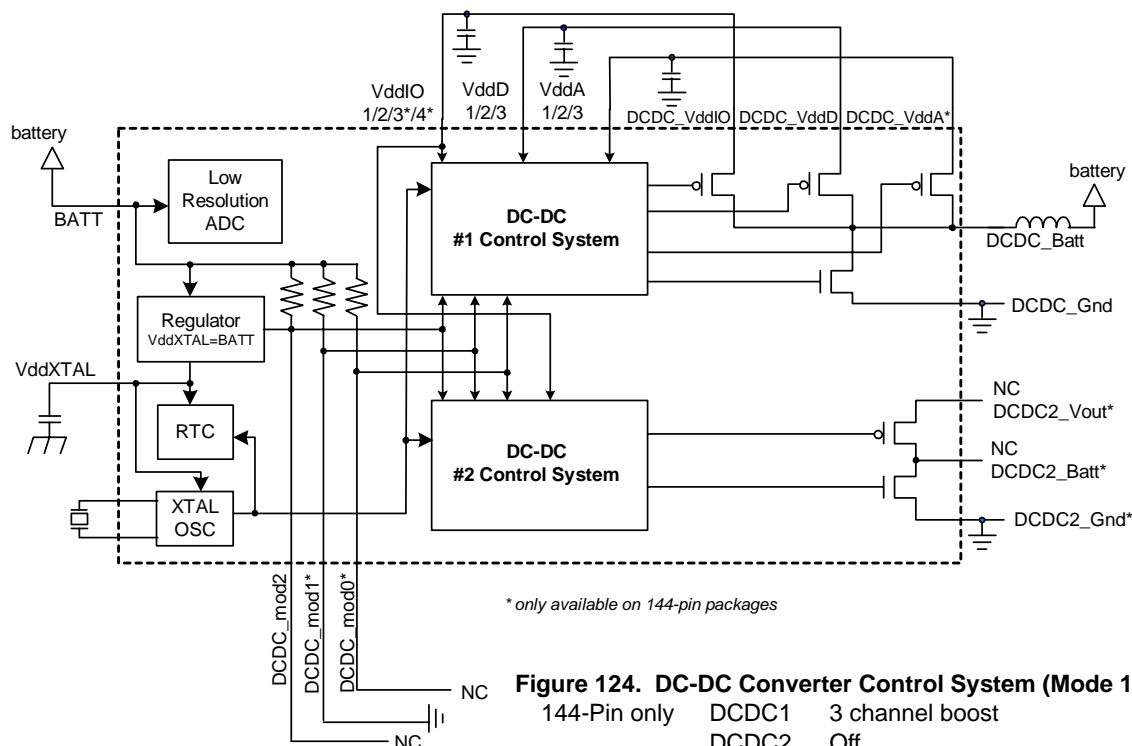 VddIO
1/2/3*/4*
VddD
1/2/3
VddA
1/2/3
DCDC_VddIO
DCDC_VddD
DCDC_VddA*
battery
battery
BATT
Low
Resolution
ADC
DC-DC
#1 Control System
DCDC_Batt
Regulator
VddXTAL=BATT
DCDC_Gnd
VddXTAL
RTC
DC-DC
#2 Control System
NC
DCDC2_Vout*
NC
DCDC2_Batt*
XTAL
OSC
DCDC2_Gnd*
DCDC_mod2
DCDC_mod1*
DCDC_mod0*
* only available on 144-pin packages
NC
NC
Figure 124. DC-DC Converter Control System (Mode 1
144-Pin only DCDC1 3 channel boost
DCDC2 Off